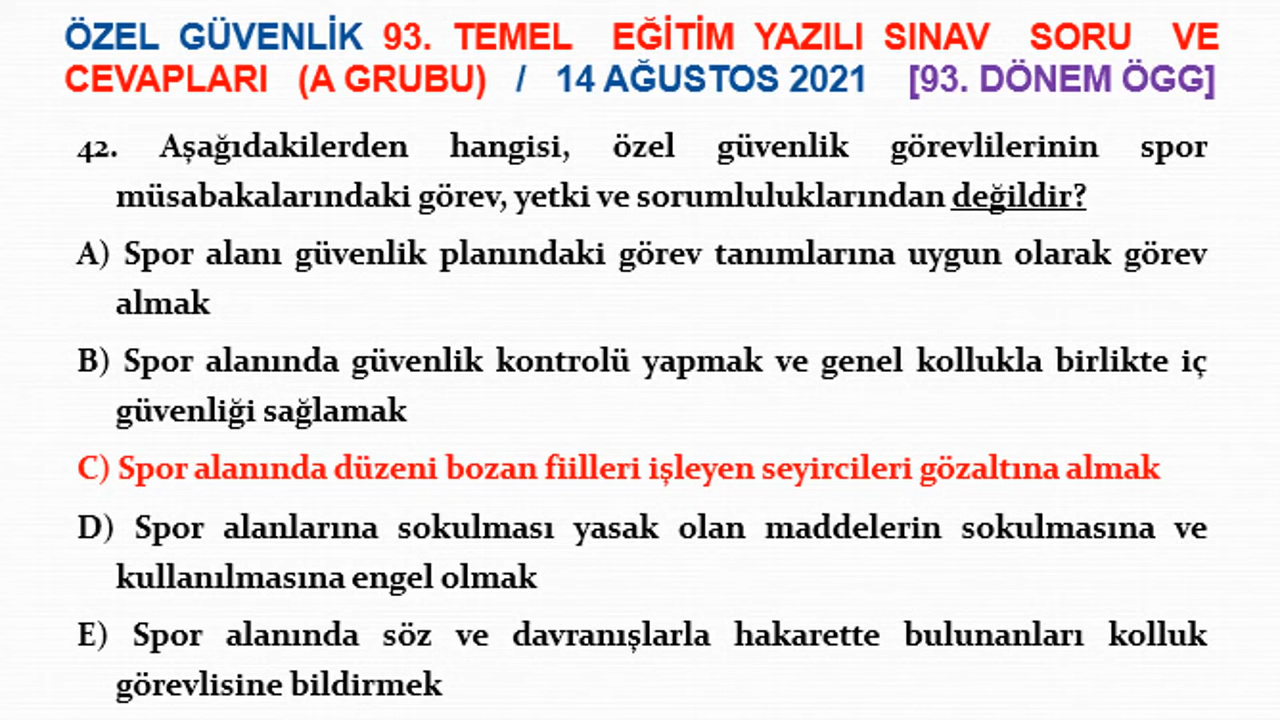 ÖZEL GÜVENLİK 93. TEMEL EĞİTİM YAZILI SINAV SORU VE
CEVAPLARI (A GRUBU) / 14 AĞUSTOS 2021 [93. DÖNEM ÖGG]
42. Aşağıdakilerden hangisi, özel güvenlik görevlilerinin spor
müsabakalarındaki görev, yetki ve sorumluluklarından değildir?
A) Spor alanı güvenlik planındaki görev tanımlarına uygun olarak görev
almak
B) Spor alanında güvenlik kontrolü yapmak ve genel kollukla birlikte iç
güvenliği sağlamak
C) Spor alanında düzeni bozan fiilleri işleyen seyircileri gözaltına almak
D) Spor alanlarına sokulması yasak olan maddelerin sokulmasına ve
kullanılmasına engel olmak
E) Spor alanında söz ve davranışlarla hakarette bulunanları kolluk
görevlisine bildirmek